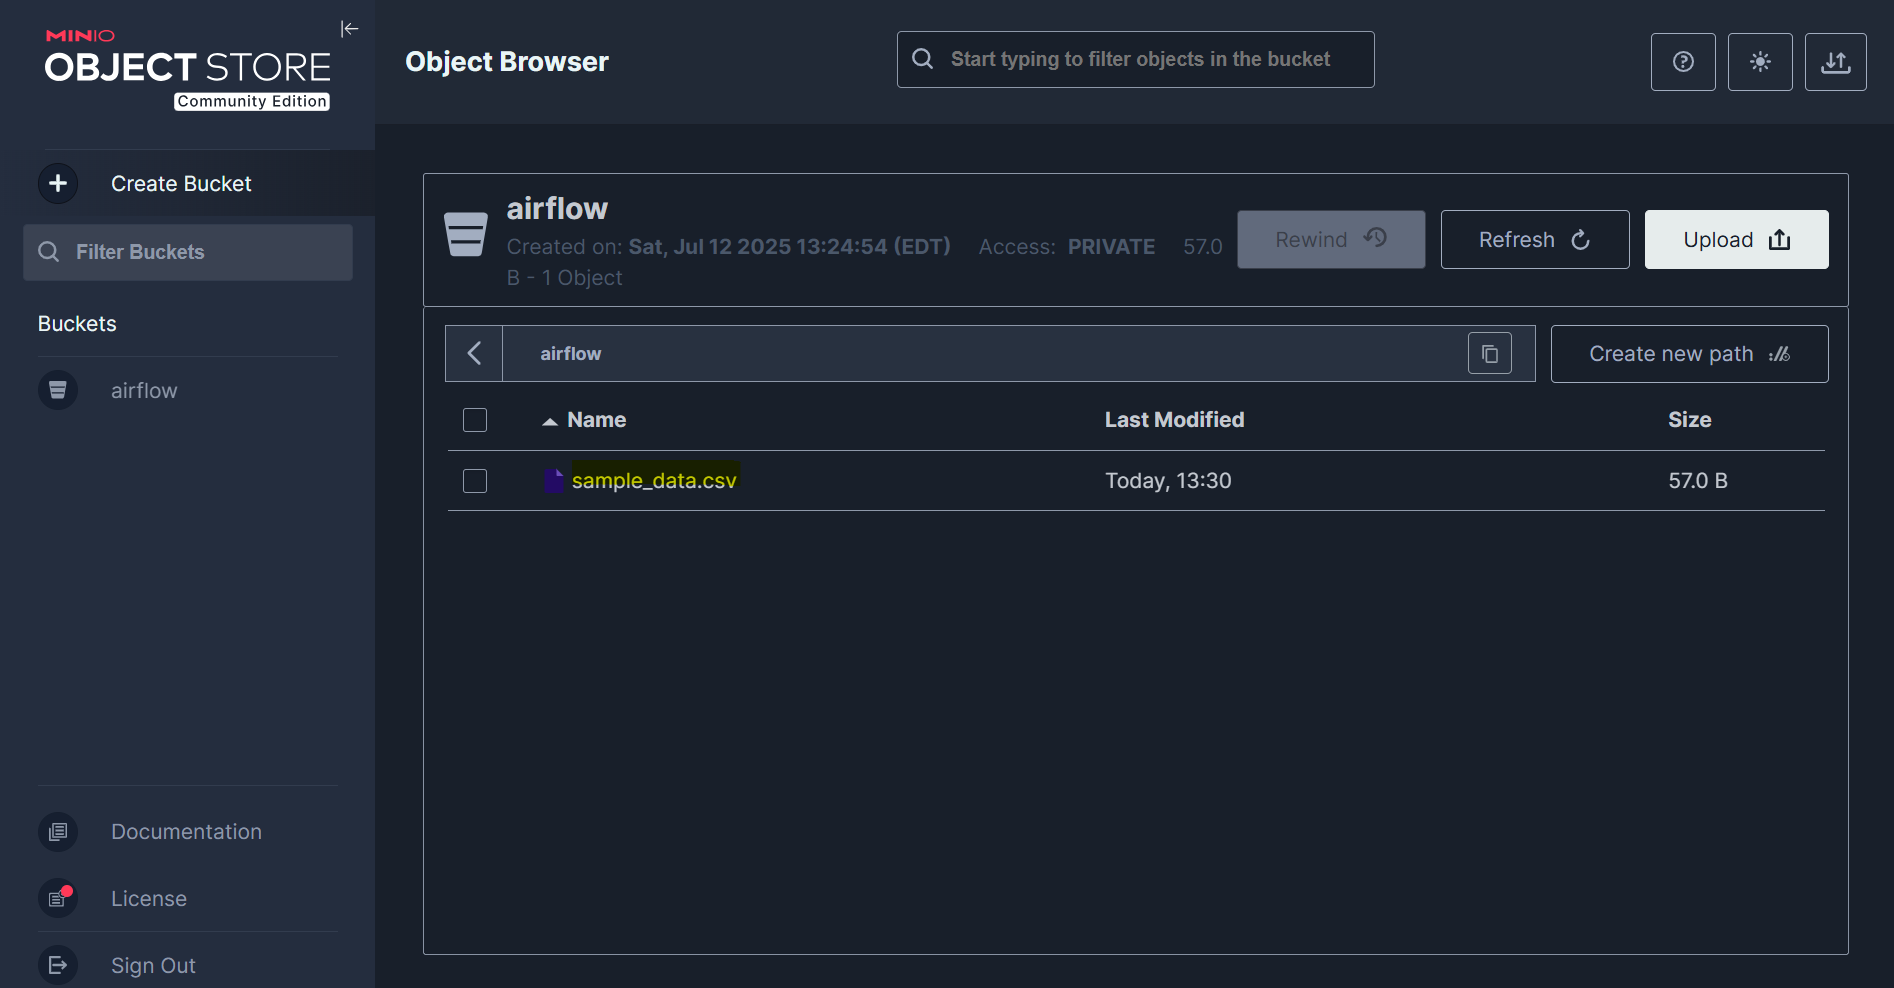 MINIO
OBJECT STORE
Community Edition
Create Bucket
Filter Buckets
Buckets
airflow
Documentation
License
Sign Out
Object Browser
Start typing to filter objects in the bucket
airflow
Created on: Sat, Jul 12 2025 13:24:54 (EDT) Access: PRIVATE 57.0
B - 1 Object
Rewind
Refresh
Upload
airflow
Create new path
Name Last Modified Size
sample_data.csv Today, 13:30 57.0 B